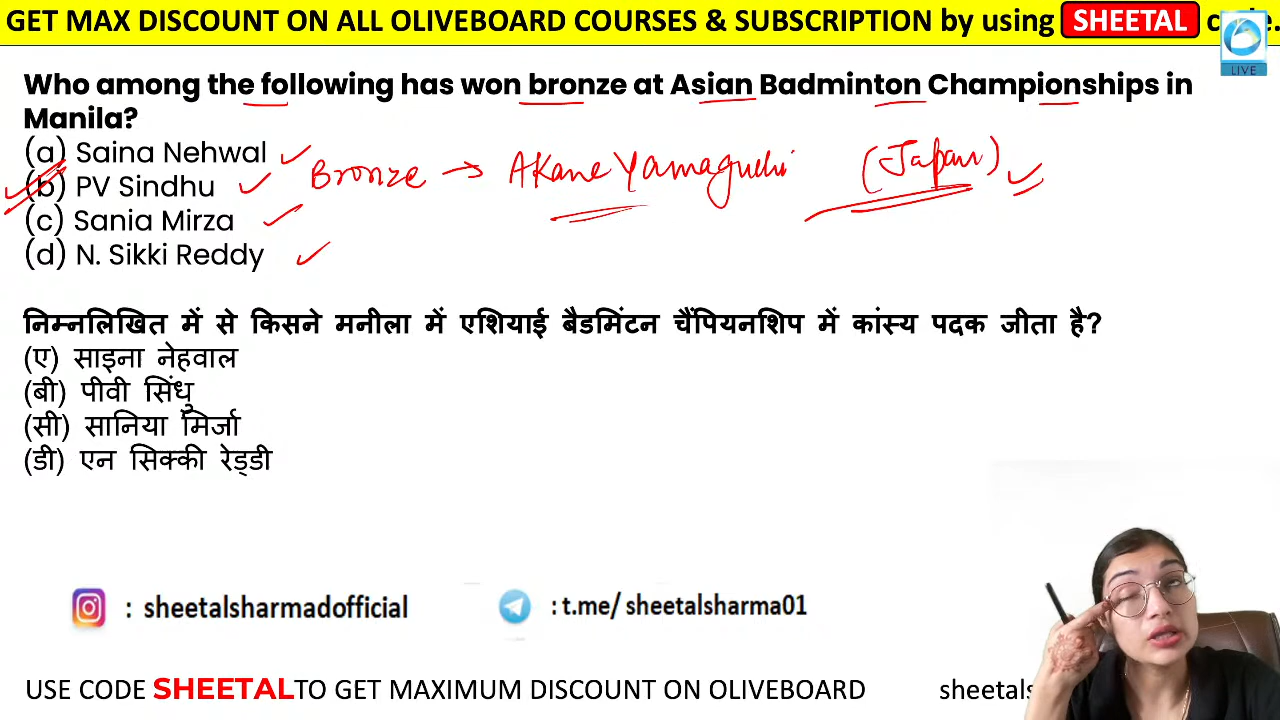 GET MAX DISCOUNT ON ALL OLIVEBOARD COURSES & SUBSCRIPTION by using SHEETAL code.
LIVE
Who among the following has won bronze at Asian Badminton Championships in
Manila?
(a) Saina Nehwal
(b) PV Sindhu
(c) Sania Mirza
(d) N. Sikki Reddy
Bronze → Akane Yamaguchi (Japan)
निम्नलिखित में से किसने मनीला में एशियाई बैडमिंटन चैंपियनशिप में कांस्य पदक जीता है?
(ए) साइना नेहवाल
(बी) पीवी सिंधु
(सी) सानिया मिर्जा
(डी) एन सिक्की रेड्डी
: sheetalsharmadofficial
: t.me/ sheetalsharma01
USE CODE SHEETAL TO GET MAXIMUM DISCOUNT ON OLIVEBOARD
sheetals